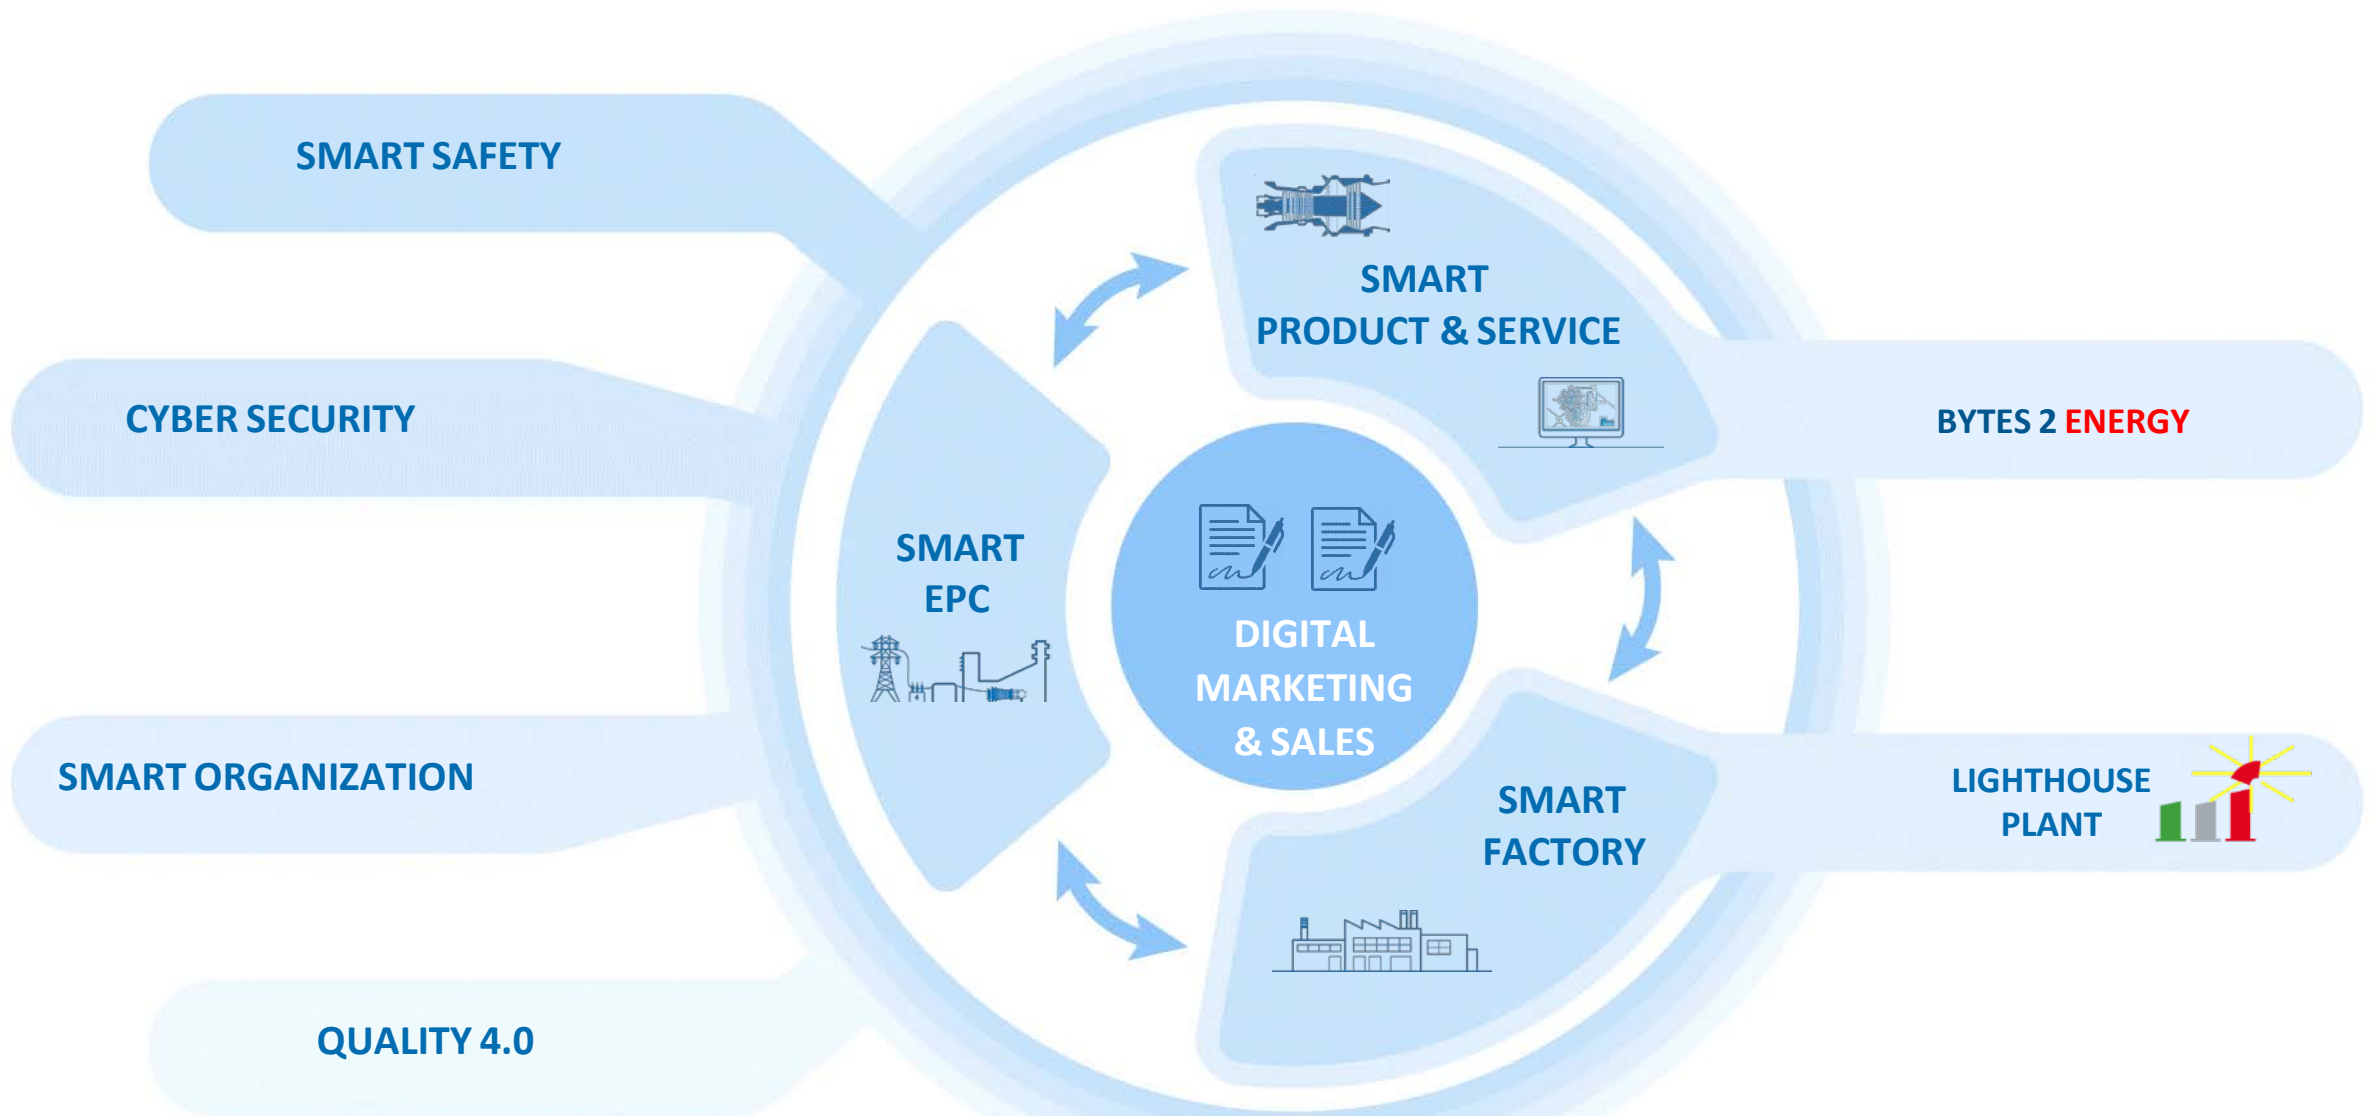 SMART SAFETY
CYBER SECURITY
SMART ORGANIZATION
QUALITY 4.0
SMART
EPC
SMART
PRODUCT & SERVICE
DIGITAL
MARKETING
& SALES
SMART
FACTORY
BYTES 2 ENERGY
LIGHTHOUSE
PLANT